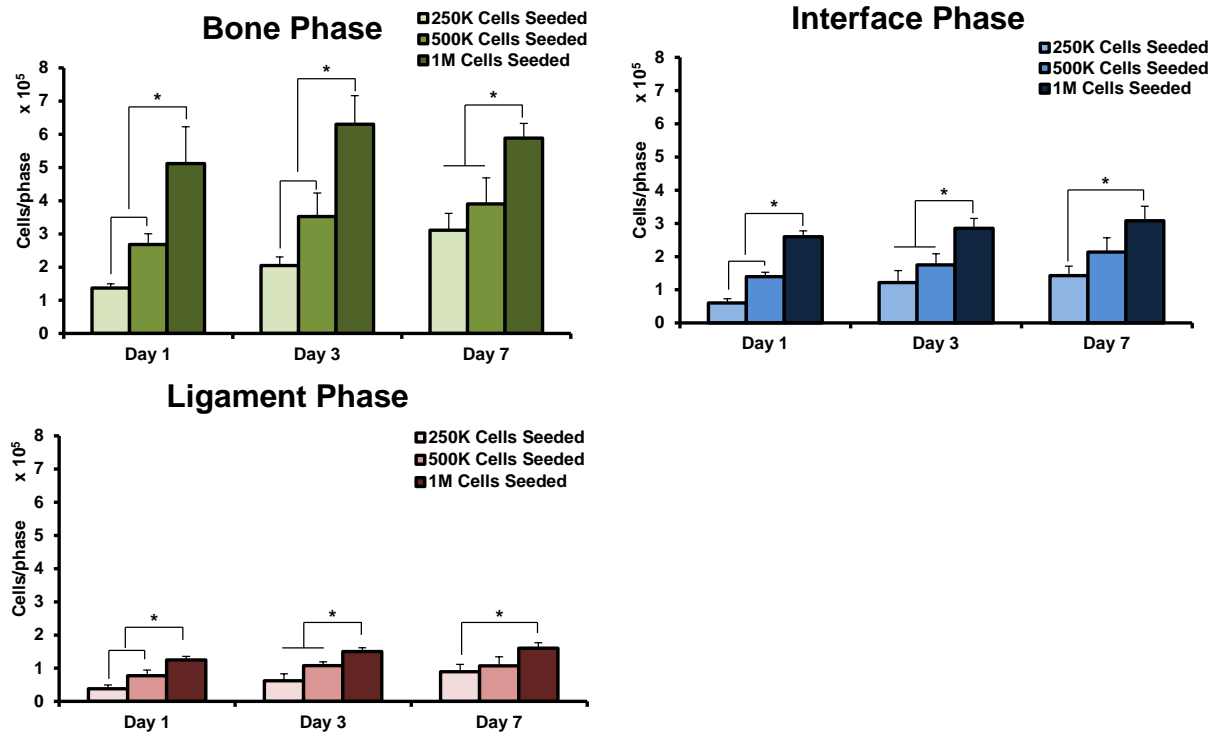 Bone Phase
250K Cells Seeded
500K Cells Seeded
1M Cells Seeded
x 10⁵
Cells/phase
8
7
6
5
4
3
2
1
0
*
*
*
Day 1
Day 3
Day 7
Interface Phase
250K Cells Seeded
500K Cells Seeded
1M Cells Seeded
x 10⁵
Cells/phase
8
7
6
5
4
3
2
1
0
*
*
*
Day 1
Day 3
Day 7
Ligament Phase
250K Cells Seeded
500K Cells Seeded
1M Cells Seeded
x 10⁵
Cells/phase
8
7
6
5
4
3
2
1
0
*
*
*
Day 1
Day 3
Day 7